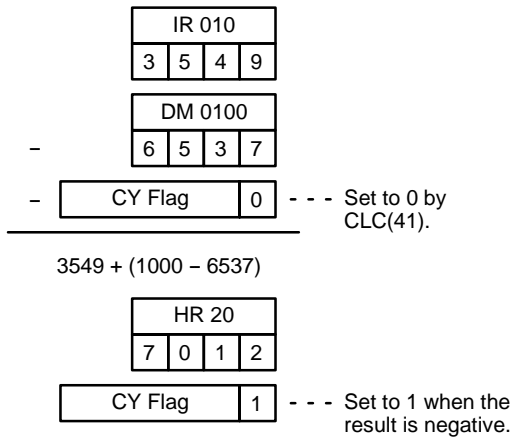 IR 010
3 5 4 9
DM 0100
– 6 5 3 7
– CY Flag 0 - - - Set to 0 by
CLC(41).
3549 + (1000 – 6537)
HR 20
7 0 1 2
CY Flag 1 - - - Set to 1 when the
result is negative.